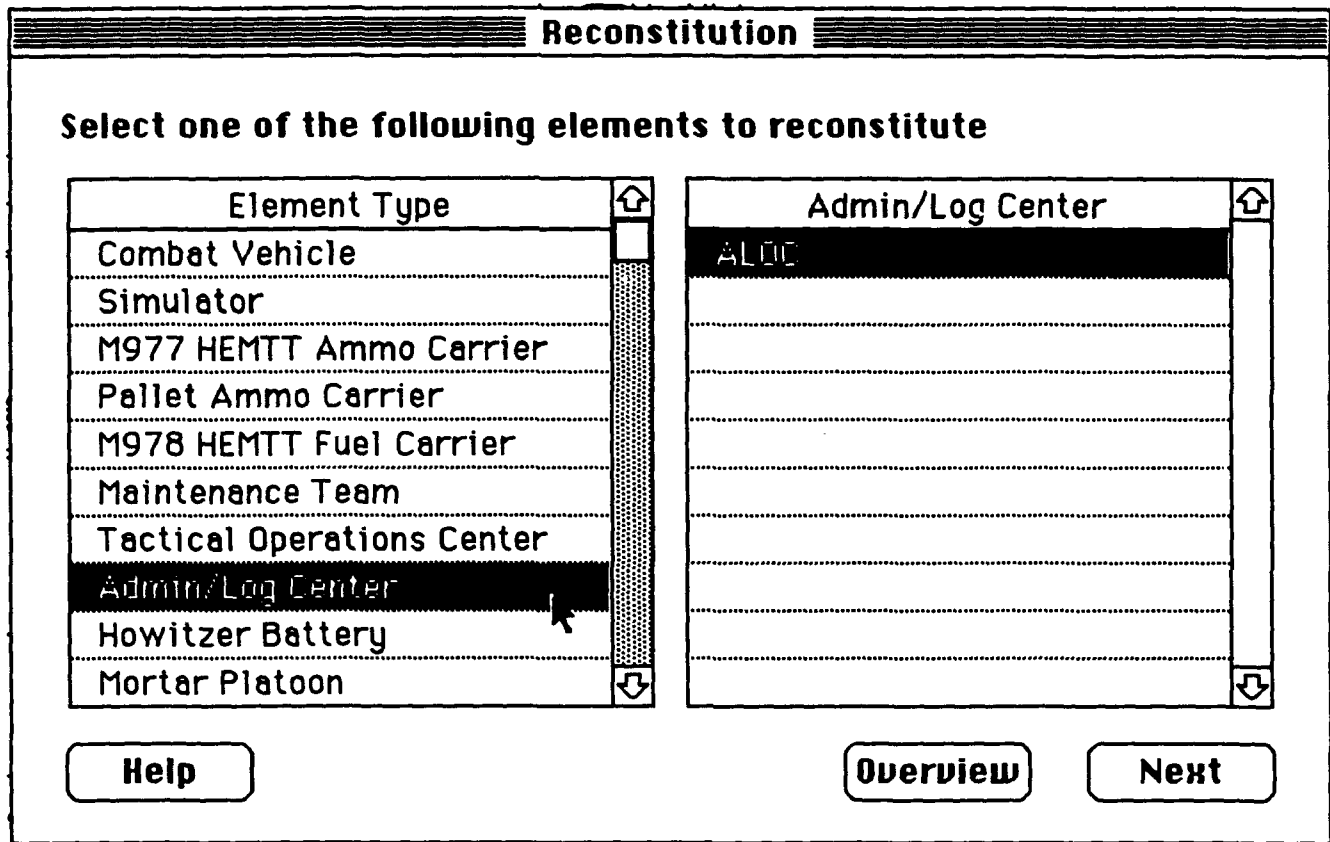 Reconstitution
Select one of the following elements to reconstitute
Element Type
Combat Vehicle
Simulator
M977 HEMTT Ammo Carrier
Pallet Ammo Carrier
M978 HEMTT Fuel Carrier
Maintenance Team
Tactical Operations Center
Admin/Log Center
Howitzer Battery
Mortar Platoon
Admin/Log Center
ALOC
Help
Overview
Next